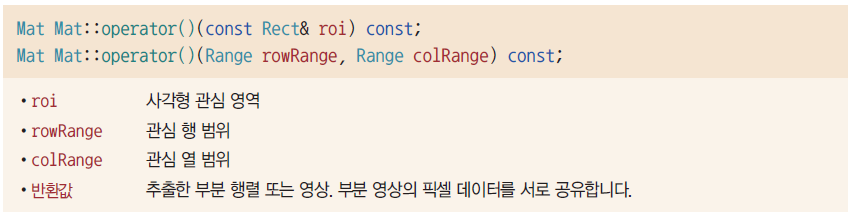 Mat Mat::operator()(const Rect& roi) const;
Mat Mat::operator()(Range rowRange, Range colRange) const;
• roi 사각형 관심 영역
• rowRange 관심 행 범위
• colRange 관심 열 범위
• 반환값 추출한 부분 행렬 또는 영상. 부분 영상의 픽셀 데이터를 서로 공유합니다.